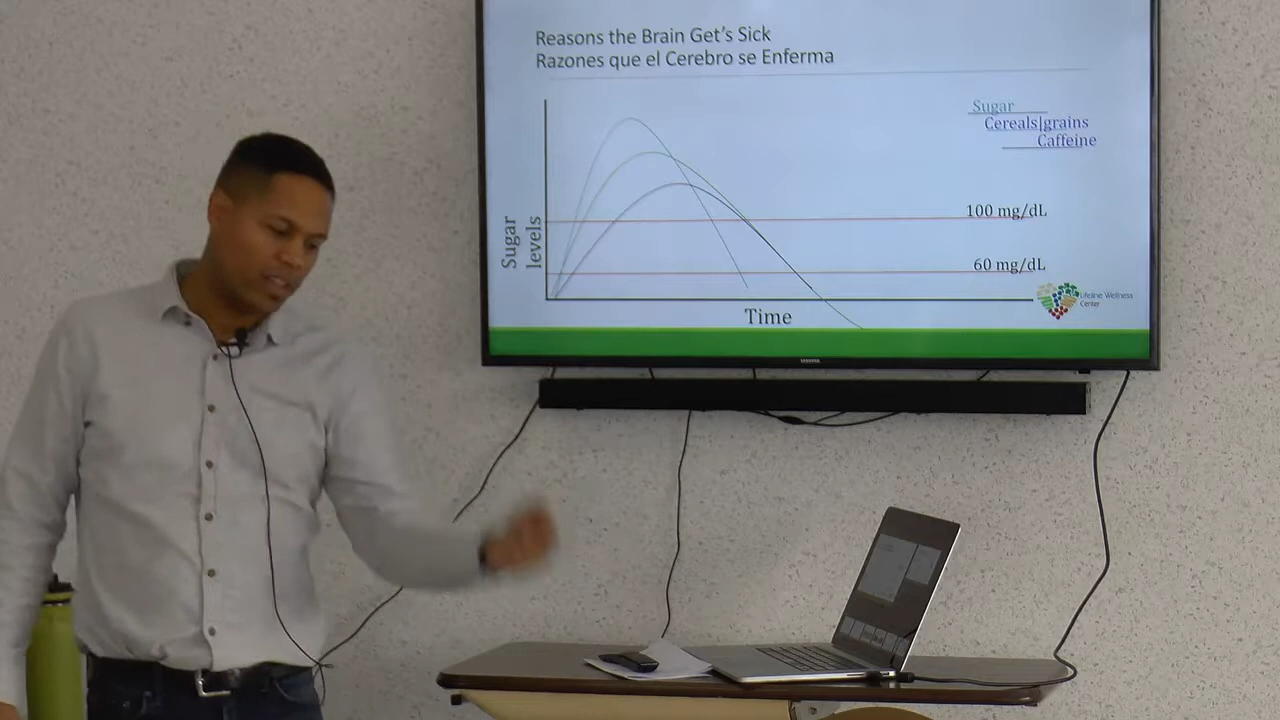 Reasons the Brain Get's Sick
Razones que el Cerebro se Enferma
Sugar
Cereals|grains
Caffeine
100 mg/dL
Sugar
levels
60 mg/dL
Lifeline Wellness
Center
Time
SAMSUNG